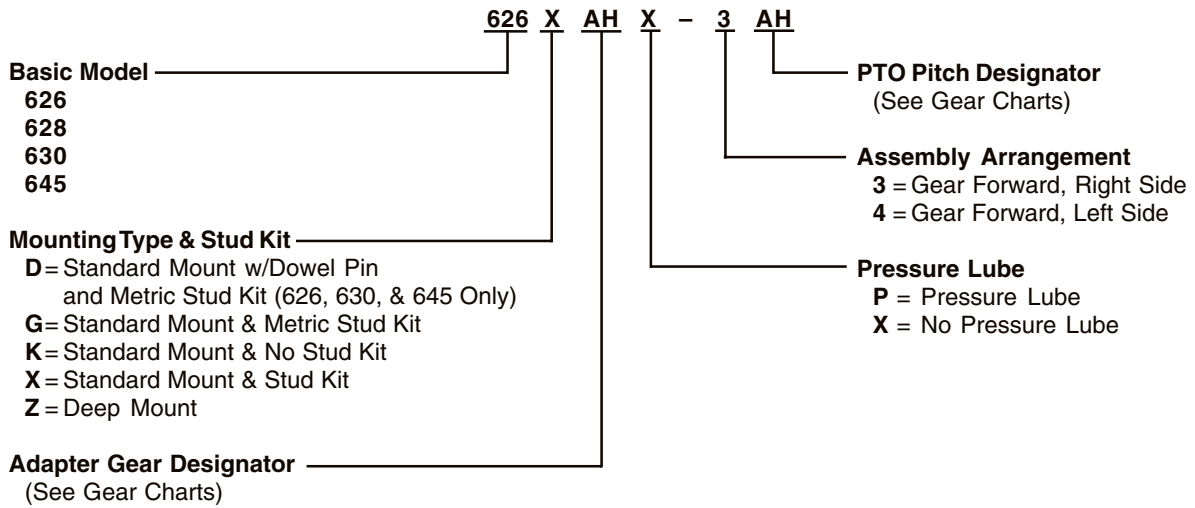 626 X AH X – 3 AH
Basic Model
626
628
630
645
Mounting Type & Stud Kit
D = Standard Mount w/Dowel Pin
and Metric Stud Kit (626, 630, & 645 Only)
G = Standard Mount & Metric Stud Kit
K = Standard Mount & No Stud Kit
X = Standard Mount & Stud Kit
Z = Deep Mount
Adapter Gear Designator
(See Gear Charts)
PTO Pitch Designator
(See Gear Charts)
Assembly Arrangement
3 = Gear Forward, Right Side
4 = Gear Forward, Left Side
Pressure Lube
P = Pressure Lube
X = No Pressure Lube